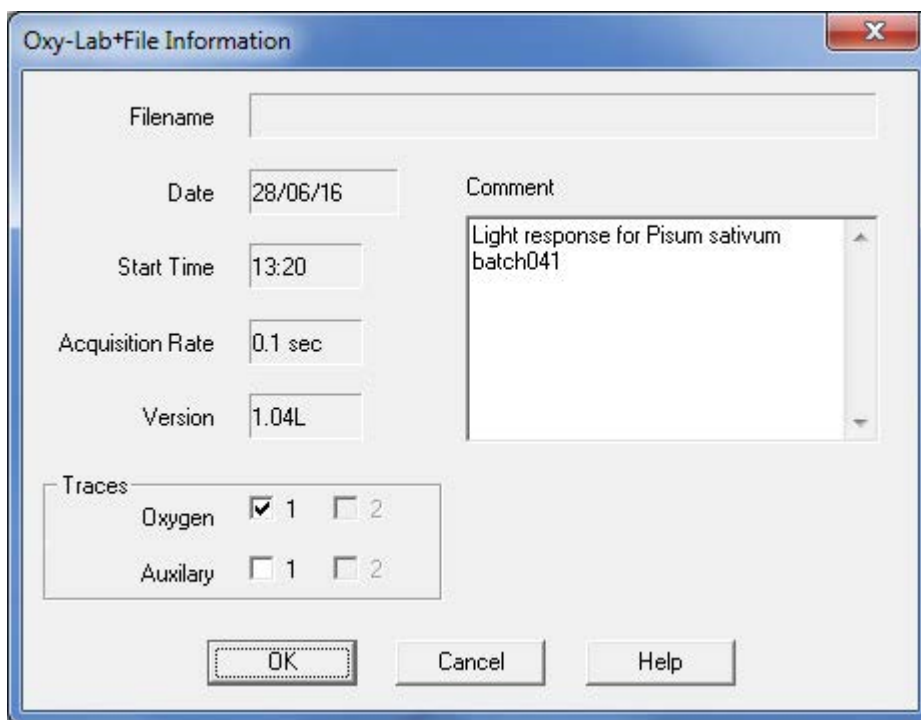 Oxy-Lab+File Information
Filename
Date 28/06/16
Comment
Light response for Pisum sativum
batch041
Start Time 13:20
Acquisition Rate 0.1 sec
Version 1.04L
Traces
Oxygen 1 2
Auxilary 1 2
OK Cancel Help